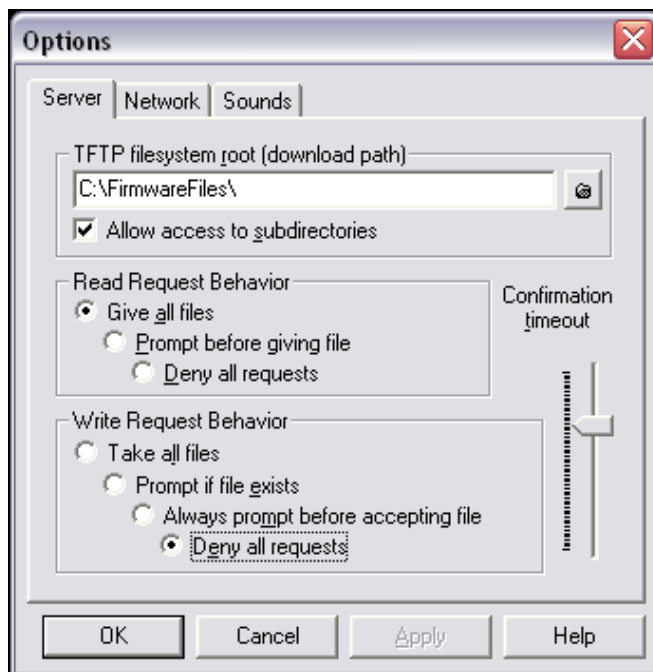 Options
Server Network Sounds
TFTP filesystem root (download path)
C:\FirmwareFiles\
Allow access to subdirectories
Read Request Behavior
Give all files
Prompt before giving file
Deny all requests
Confirmation
timeout
Write Request Behavior
Take all files
Prompt if file exists
Always prompt before accepting file
Deny all requests
OK Cancel Apply Help